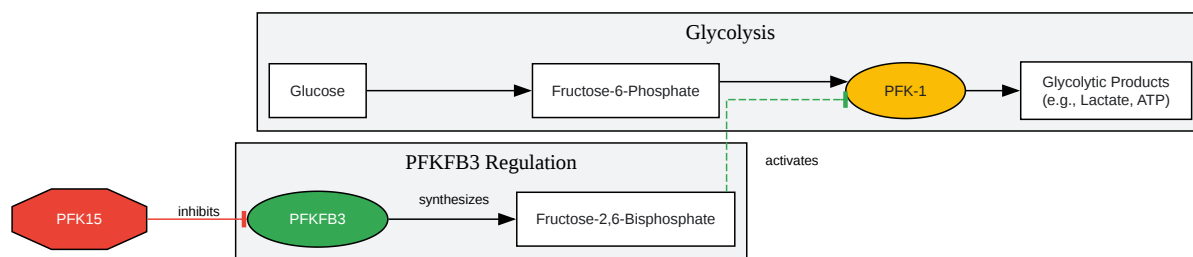 Glycolysis
Glucose
Fructose-6-Phosphate
PFK-1
Glycolytic Products
(e.g., Lactate, ATP)
PFKFB3 Regulation
activates
PFK15
inhibits
PFKFB3
synthesizes
Fructose-2,6-Bisphosphate